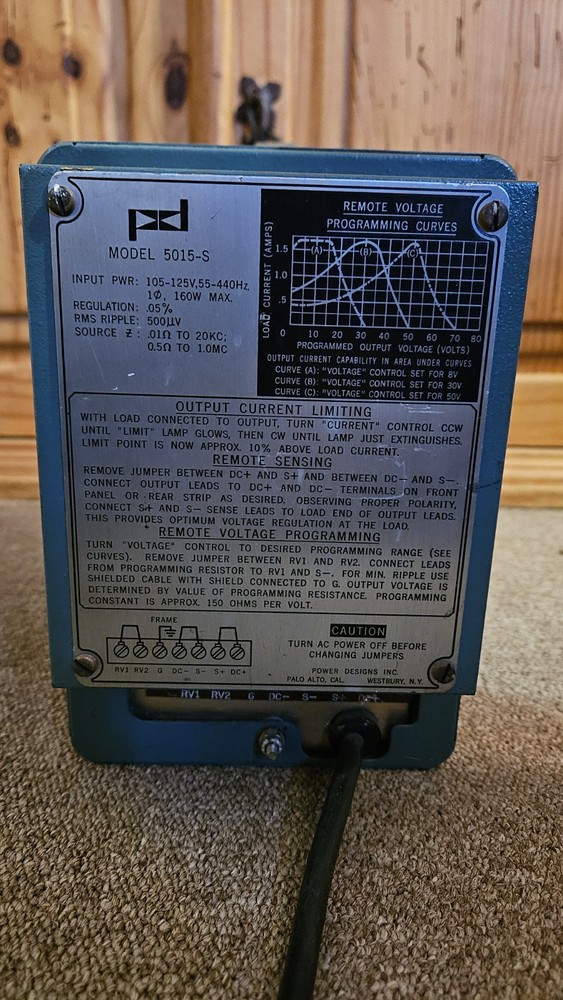 pd
MODEL 5015-S
INPUT PWR: 105-125V,55-440Hz,
1Ø, 160W MAX.
REGULATION: .05%
RMS RIPPLE: 500µV
SOURCE Z : .01Ω TO 20KC;
0.5Ω TO 1.0MC
REMOTE VOLTAGE
PROGRAMMING CURVES
LOAD CURRENT (AMPS)
1.5
1.0
.5
0
(A)
(B)
(C)
10 20 30 40 50 60 70 80
PROGRAMMED OUTPUT VOLTAGE (VOLTS)
OUTPUT CURRENT CAPABILITY IN AREA UNDER CURVES
CURVE (A): "VOLTAGE" CONTROL SET FOR 8V
CURVE (B): "VOLTAGE" CONTROL SET FOR 30V
CURVE (C): "VOLTAGE" CONTROL SET FOR 50V
OUTPUT CURRENT LIMITING
WITH LOAD CONNECTED TO OUTPUT, TURN "CURRENT" CONTROL CCW
UNTIL "LIMIT" LAMP GLOWS, THEN CW UNTIL LAMP JUST EXTINGUISHES.
LIMIT POINT IS NOW APPROX. 10% ABOVE LOAD CURRENT.
REMOTE SENSING
REMOVE JUMPER BETWEEN DC+ AND S+ AND BETWEEN DC- AND S-.
CONNECT OUTPUT LEADS TO DC+ AND DC- TERMINALS ON FRONT
PANEL OR REAR STRIP AS DESIRED. OBSERVING PROPER POLARITY,
CONNECT S+ AND S- SENSE LEADS TO LOAD END OF OUTPUT LEADS.
THIS PROVIDES OPTIMUM VOLTAGE REGULATION AT THE LOAD.
REMOTE VOLTAGE PROGRAMMING
TURN "VOLTAGE" CONTROL TO DESIRED PROGRAMMING RANGE (SEE
CURVES). REMOVE JUMPER BETWEEN RV1 AND RV2. CONNECT LEADS
FROM PROGRAMMING RESISTOR TO RV1 AND S-. FOR MIN. RIPPLE USE
SHIELDED CABLE WITH SHIELD CONNECTED TO G. OUTPUT VOLTAGE IS
DETERMINED BY VALUE OF PROGRAMMING RESISTANCE. PROGRAMMING
CONSTANT IS APPROX. 150 OHMS PER VOLT.
FRAME
RV1 RV2 G DC- S- S+ DC+
CAUTION
TURN AC POWER OFF BEFORE
CHANGING JUMPERS
POWER DESIGNS INC.
PALO ALTO, CAL. WESTBURY, N.Y.
RV1 RV2 G DC- S- S+